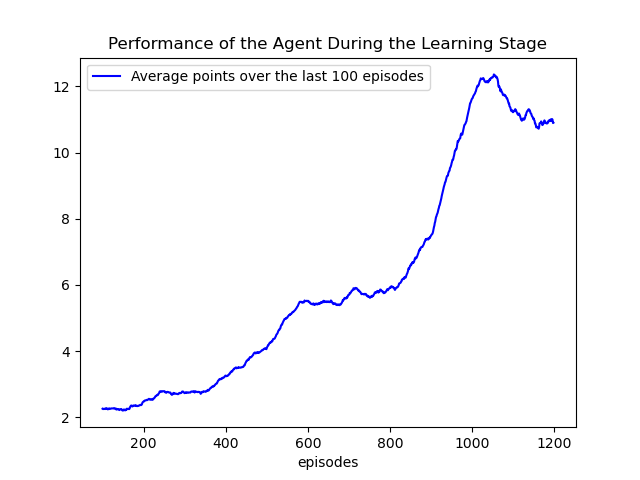 Performance of the Agent During the Learning Stage
Average points over the last 100 episodes
12
10
8
6
4
2
200 400 600 800 1000 1200
episodes